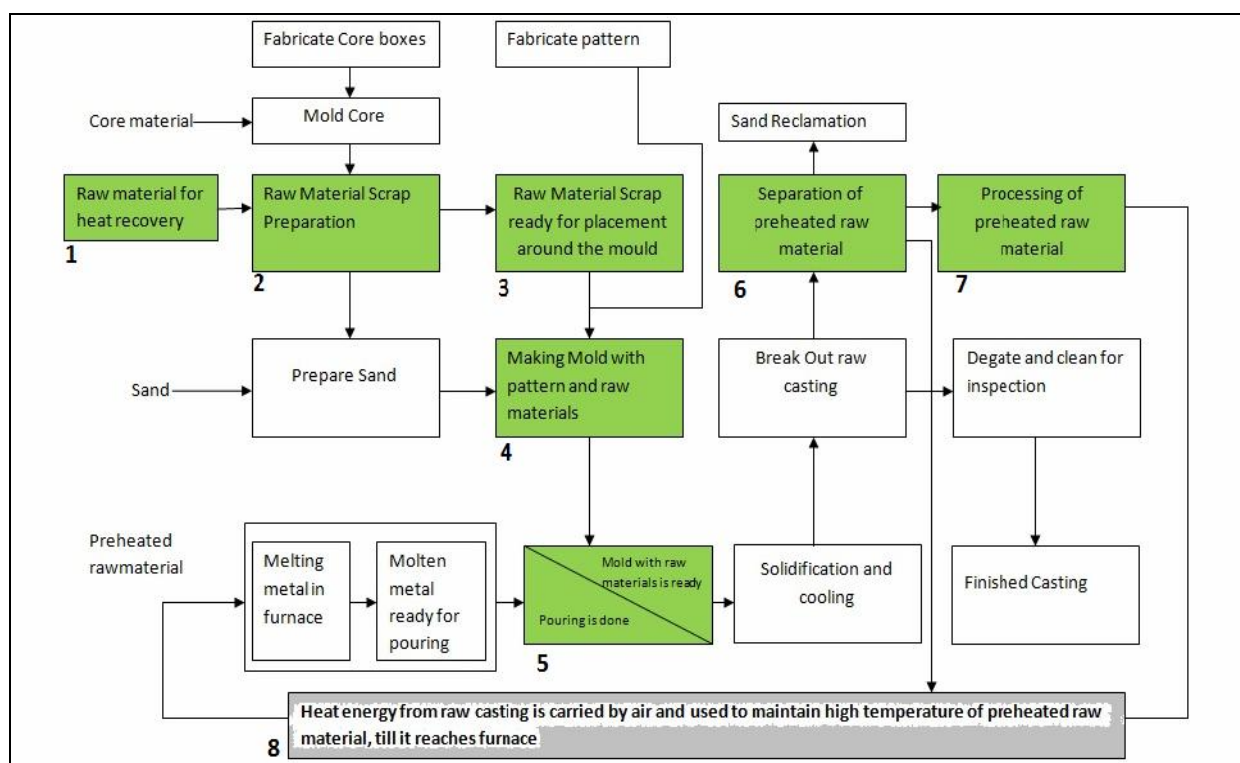 Fabricate Core boxes
Fabricate pattern
Core material
Mold Core
Sand Reclamation
Raw material for
heat recovery
1
Raw Material Scrap
Preparation
2
Raw Material Scrap
ready for placement
around the mould
3
Separation of
preheated raw
material
6
Processing of
preheated raw
material
7
Sand
Prepare Sand
Making Mold with
pattern and raw
materials
4
Break Out raw
casting
Degate and clean for
inspection
Preheated
rawmaterial
Melting
metal in
furnace
Molten
metal
ready for
pouring
Mold with raw
materials is ready
Pouring is done
5
Solidification and
cooling
Finished Casting
Heat energy from raw casting is carried by air and used to maintain high temperature of preheated raw
material, till it reaches furnace
8